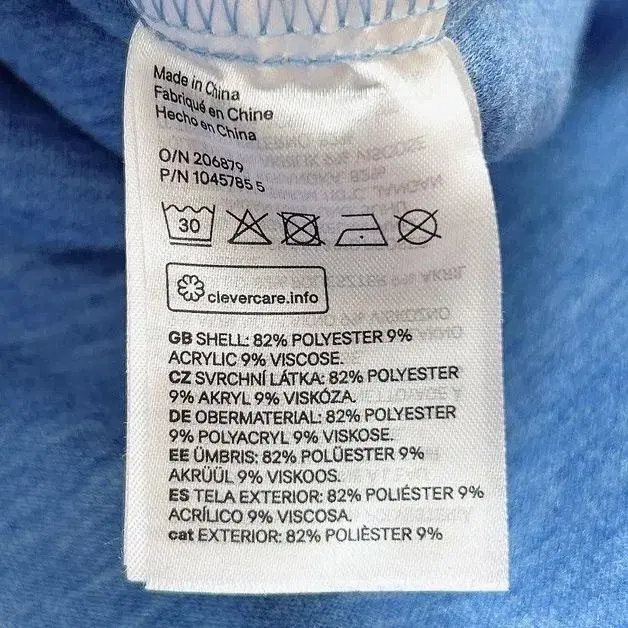 Made in China
Fabriqué en Chine
Hecho en China
O/N 206879
P/N 1045785 5
30
clevercare.info
GB SHELL: 82% POLYESTER 9%
ACRYLIC 9% VISCOSE.
CZ SVRCHNÍ LÁTKA: 82% POLYESTER
9% AKRYL 9% VISKÓZA.
DE OBERMATERIAL: 82% POLYESTER
9% POLYACRYL 9% VISKOSE.
EE ÜMBRIS: 82% POLÜESTER 9%
AKRÜÜL 9% VISKOOS.
ES TELA EXTERIOR: 82% POLIÉSTER 9%
ACRÍLICO 9% VISCOSA.
cat EXTERIOR: 82% POLIÈSTER 9%